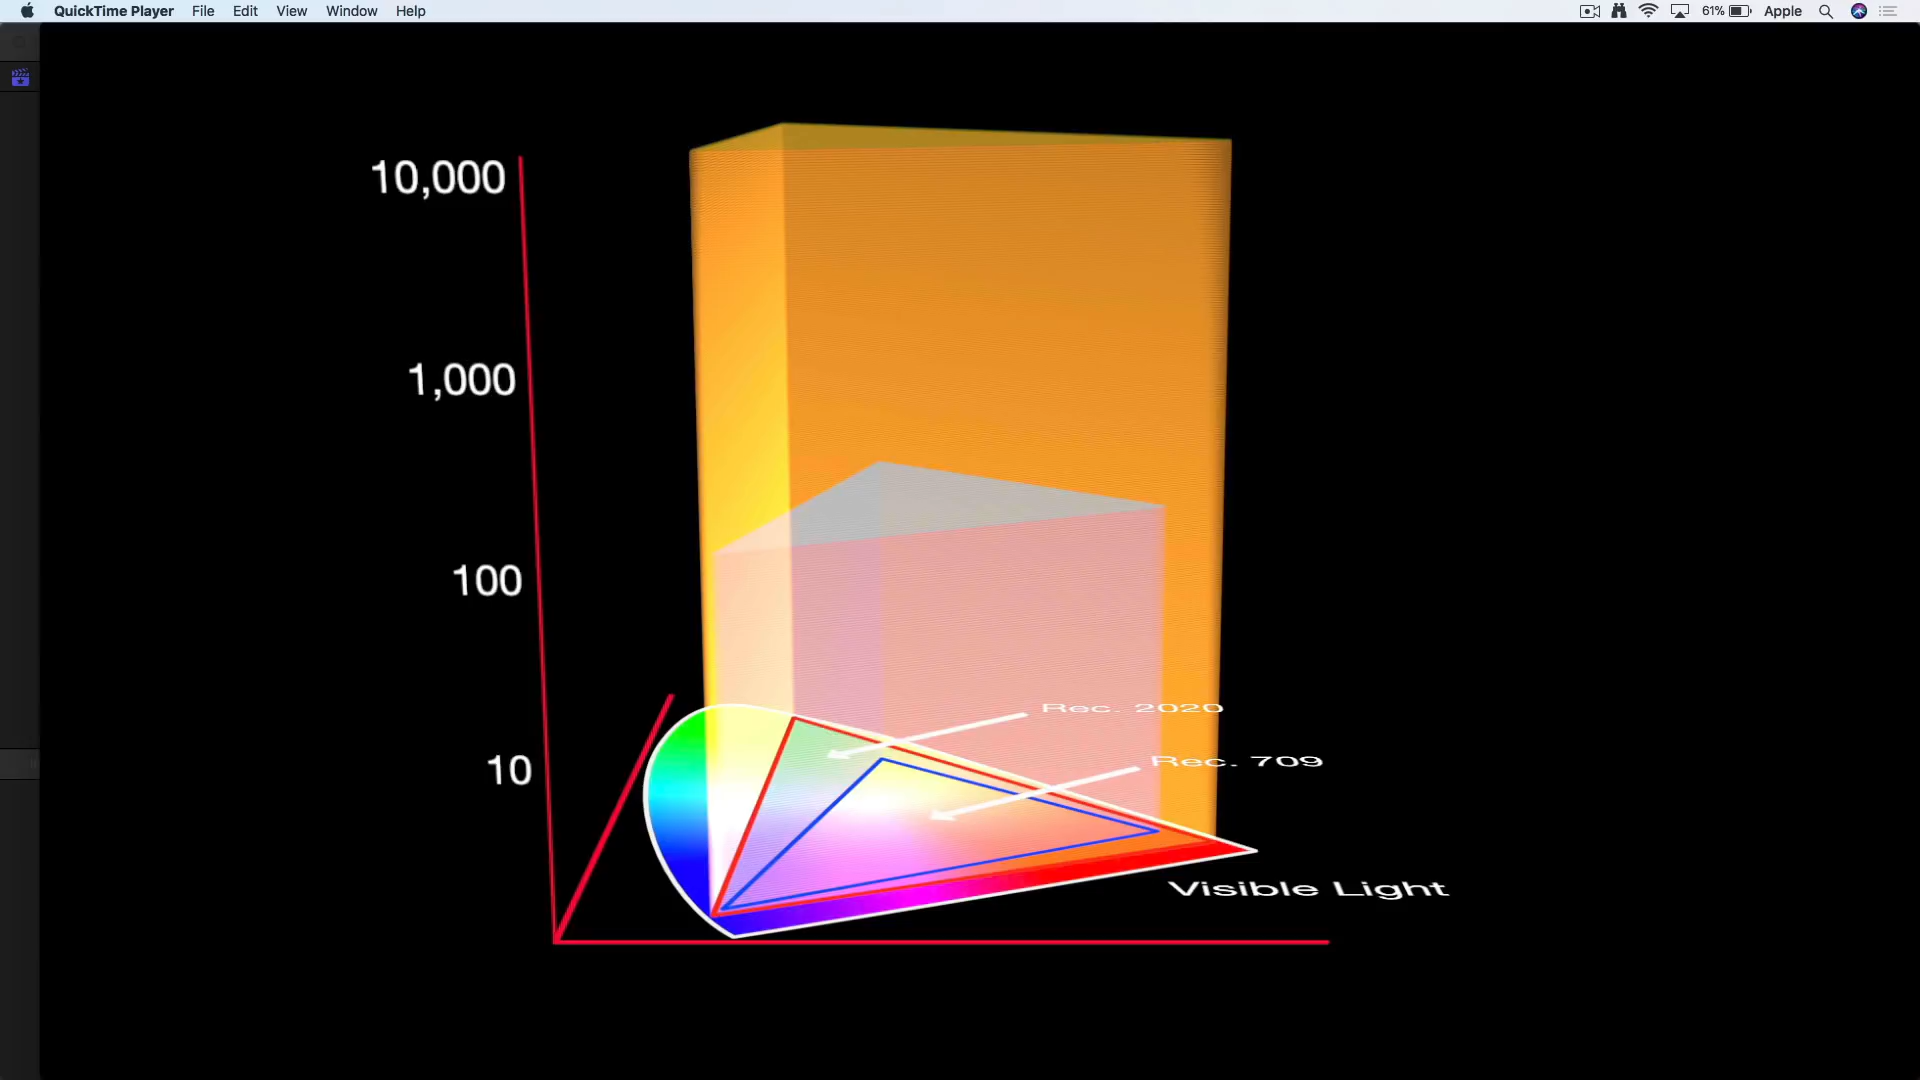 QuickTime Player File Edit View Window Help 61% Apple
10,000
1,000
100
10
Rec. 2020
Rec. 709
Visible Light